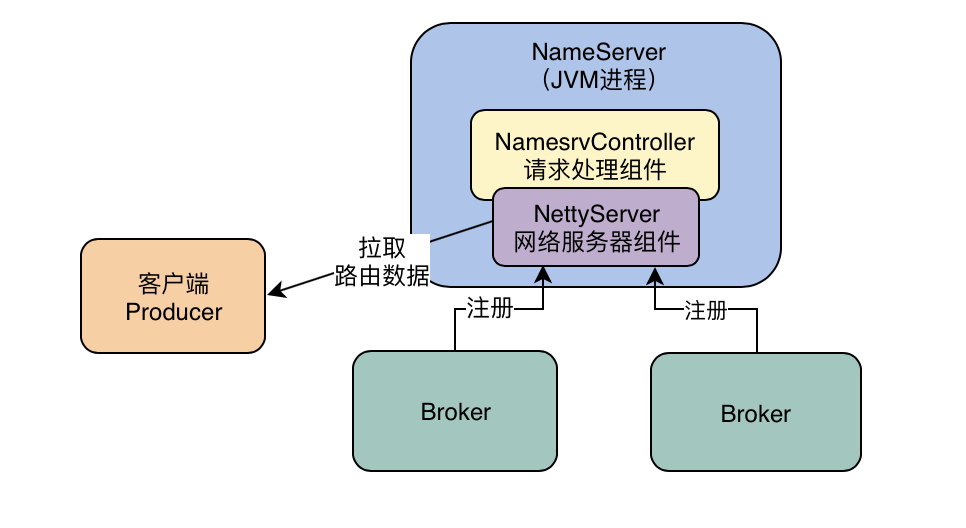 NameServer
（JVM进程）
NamesrvController
请求处理组件
NettyServer
网络服务器组件
拉取
路由数据
客户端
Producer
注册
注册
Broker
Broker